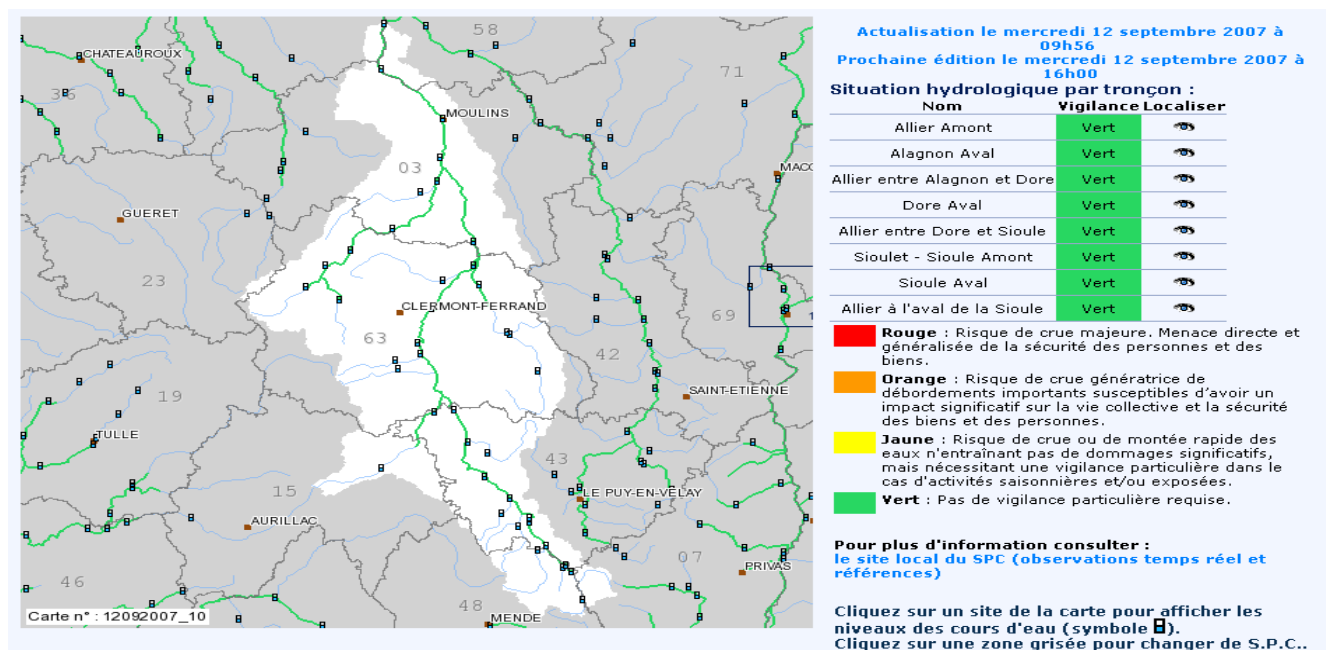 58
CHATEAUROUX
52
71
36
MOULINS
03
MACO
GUERET
23
CLERMONT-FERRAND
69
63
42
19
SAINT-ETIENNE
TULLE
43
15
LE PUY-EN-VELAY
AURILLAC
07
PRIVAS
46
48
MENDE
Carte n° : 12092007_10
Actualisation le mercredi 12 septembre 2007 à
09h56
Prochaine édition le mercredi 12 septembre 2007 à
16h00
Situation hydrologique par tronçon :
Nom Vigilance Localiser
Allier Amont Vert
Alagnon Aval Vert
Allier entre Alagnon et Dore Vert
Dore Aval Vert
Allier entre Dore et Sioule Vert
Sioulet - Sioule Amont Vert
Sioule Aval Vert
Allier à l'aval de la Sioule Vert
Rouge : Risque de crue majeure. Menace directe et
généralisée de la sécurité des personnes et des
biens.
Orange : Risque de crue génératrice de
débordements importants susceptibles d'avoir un
impact significatif sur la vie collective et la sécurité
des biens et des personnes.
Jaune : Risque de crue ou de montée rapide des
eaux n'entraînant pas de dommages significatifs,
mais nécessitant une vigilance particulière dans le
cas d'activités saisonnières et/ou exposées.
Vert : Pas de vigilance particulière requise.
Pour plus d'information consulter :
le site local du SPC (observations temps réel et
références)
Cliquez sur un site de la carte pour afficher les
niveaux des cours d'eau (symbole ).
Cliquez sur une zone grisée pour changer de S.P.C..